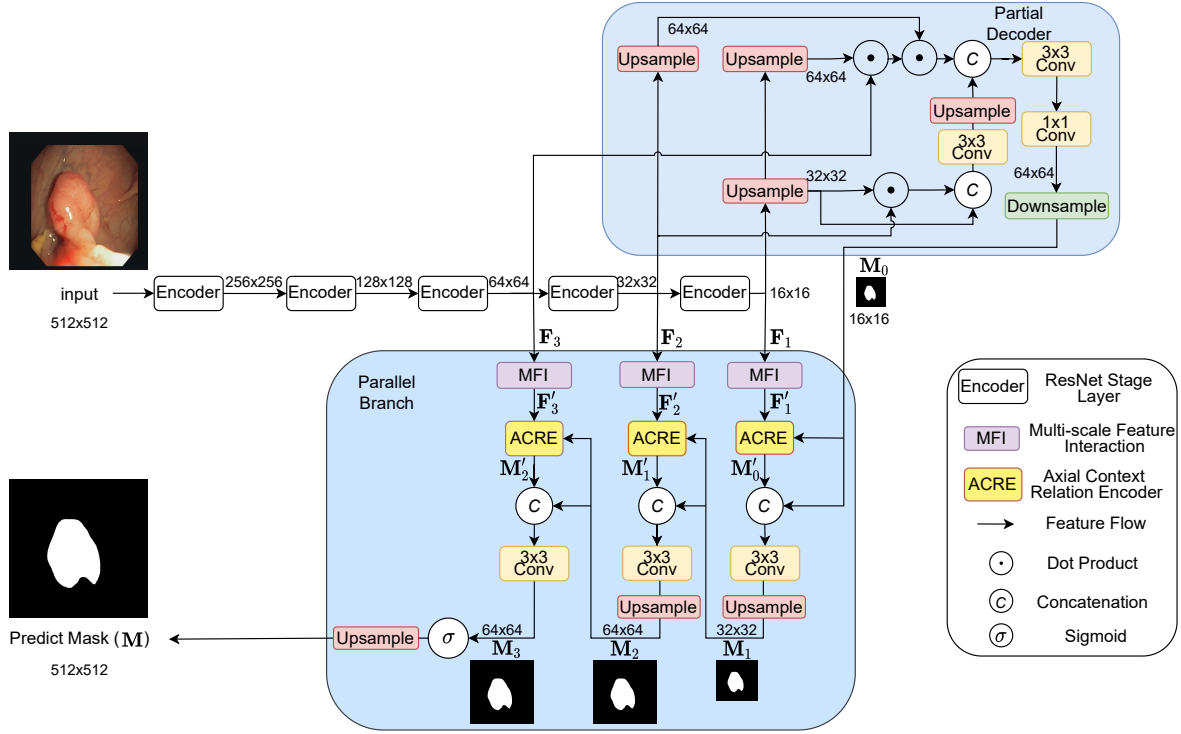 Partial
Decoder
64x64
Upsample
Upsample
64x64
C
3x3
Conv
Upsample
3x3
Conv
1x1
Conv
64x64
Upsample
32x32
C
Downsample
input
512x512
Encoder
256x256
Encoder
128x128
Encoder
64x64
Encoder
32x32
Encoder
16x16
M₀
16x16
F₃
F₂
F₁
Parallel
Branch
MFI
MFI
MFI
F′₃
F′₂
F′₁
ACRE
ACRE
ACRE
M′₂
M′₁
M′₀
C
C
C
3x3
Conv
3x3
Conv
3x3
Conv
Upsample
Upsample
Predict Mask (M)
512x512
Upsample
σ
64x64
M₃
64x64
M₂
32x32
M₁
Encoder
ResNet Stage
Layer
MFI
Multi-scale Feature
Interaction
ACRE
Axial Context
Relation Encoder
Feature Flow
Dot Product
C
Concatenation
σ
Sigmoid